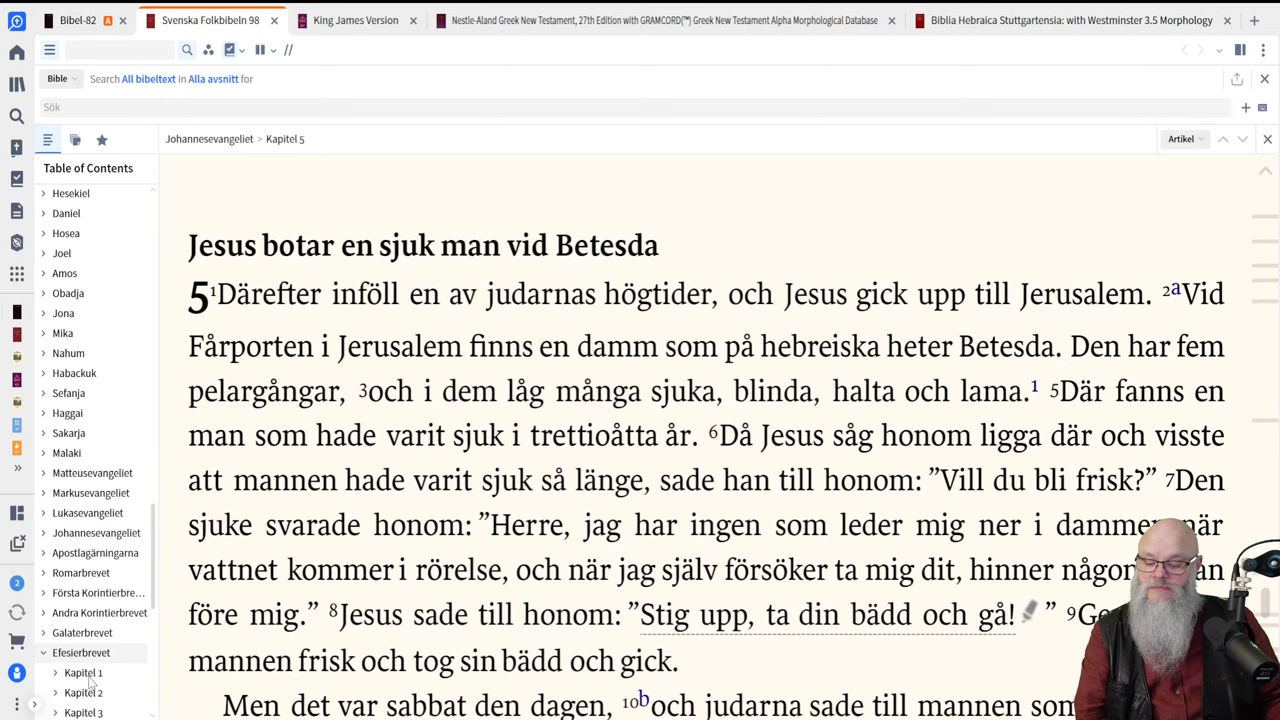 Bibel-82 A
Svenska Folkbibeln 98
King James Version
Nestle-Aland Greek New Testament, 27th Edition with GRAMCORD(™) Greek New Testament Alpha Morphological Database
Biblia Hebraica Stuttgartensia: with Westminster 3.5 Morphology
Bible Search All bibeltext in Alla avsnitt for
Sök
Johannesevangeliet > Kapitel 5
Artikel
Table of Contents
Hesekiel
Daniel
Hosea
Joel
Amos
Obadja
Jona
Mika
Nahum
Habackuk
Sefanja
Haggai
Sakarja
Malaki
Matteusevangeliet
Markusevangeliet
Lukasevangeliet
Johannesevangeliet
Apostlagärningarna
Romarbrevet
Första Korintierbre...
Andra Korintierbrevet
Galaterbrevet
Efesierbrevet
Kapitel 1
Kapitel 2
Kapitel 3
2
Jesus botar en sjuk man vid Betesda
5 1Därefter inföll en av judarnas högtider, och Jesus gick upp till Jerusalem. 2aVid
Fårporten i Jerusalem finns en damm som på hebreiska heter Betesda. Den har fem
pelargångar, 3och i dem låg många sjuka, blinda, halta och lama.1 5Där fanns en
man som hade varit sjuk i trettioåtta år. 6Då Jesus såg honom ligga där och visste
att mannen hade varit sjuk så länge, sade han till honom: ”Vill du bli frisk?” 7Den
sjuke svarade honom: ”Herre, jag har ingen som leder mig ner i dammen när
vattnet kommer i rörelse, och när jag själv försöker ta mig dit, hinner någon
före mig.” 8Jesus sade till honom: ”Stig upp, ta din bädd och gå! ” 9
mannen frisk och tog sin bädd och gick.
Men det var sabbat den dagen, 10boch judarna sade till mannen som